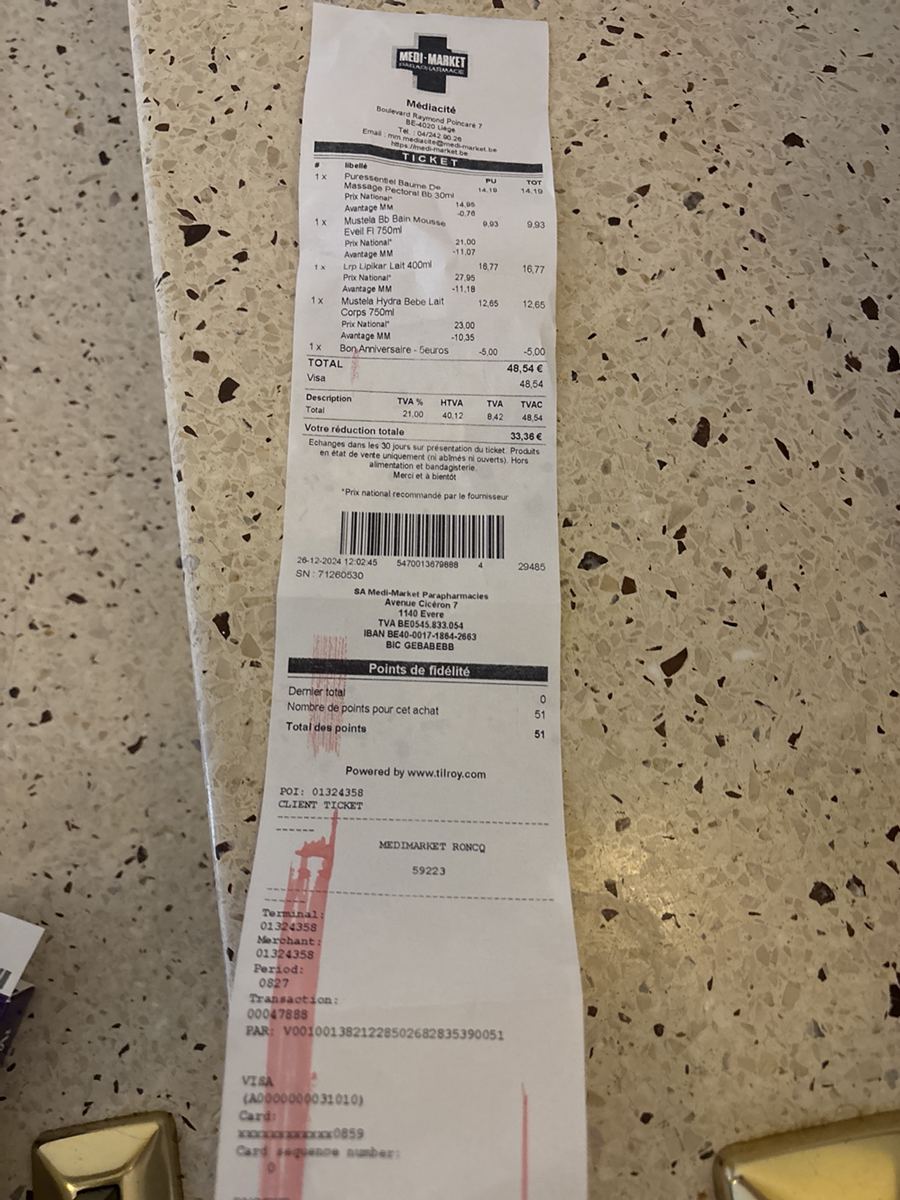 MEDI-MARKET
PARAPHARMACIE
Médiacité
Boulevard Raymond Poincaré 7
BE-4020 Liège
Tél. : 04/242.90.26
Email : mm.mediacite@medi-market.be
https://medi-market.be
TICKET
# libellé PU TOT
1 x Puressentiel Baume De 14,19 14,19
Massage Pectoral Bb 30ml
Prix National* 14,95
Avantage MM -0,76
1 x Mustela Bb Bain Mousse 9,93 9,93
Eveil Fl 750ml
Prix National* 21,00
Avantage MM -11,07
1 x Lrp Lipikar Lait 400ml 16,77 16,77
Prix National* 27,95
Avantage MM -11,18
1 x Mustela Hydra Bebe Lait 12,65 12,65
Corps 750ml
Prix National* 23,00
Avantage MM -10,35
1 x Bon Anniversaire - 5euros -5,00 -5,00
TOTAL 48,54 €
Visa 48,54
Description TVA % HTVA TVA TVAC
Total 21,00 40,12 8,42 48,54
Votre réduction totale 33,36 €
Echanges dans les 30 jours sur présentation du ticket. Produits
en état de vente uniquement (ni abîmés ni ouverts). Hors
alimentation et bandagisterie.
Merci et à bientôt
*Prix national recommandé par le fournisseur
26-12-2024 12:02:45 5470013679888 4 29485
SN : 71260530
SA Medi-Market Parapharmacies
Avenue Cicéron 7
1140 Evere
TVA BE0545.833.054
IBAN BE40-0017-1864-2663
BIC GEBABEBB
Points de fidélité
Dernier total 0
Nombre de points pour cet achat 51
Total des points 51
Powered by www.tilroy.com
POI: 01324358
CLIENT TICKET
MEDIMARKET RONCQ
59223
Terminal:
01324358
Merchant:
01324358
Period:
0827
Transaction:
00047888
PAR: V0010013821228502682835390051
VISA
(A0000000031010)
Card:
xxxxxxxxxxxx0859
Card sequence number:
0